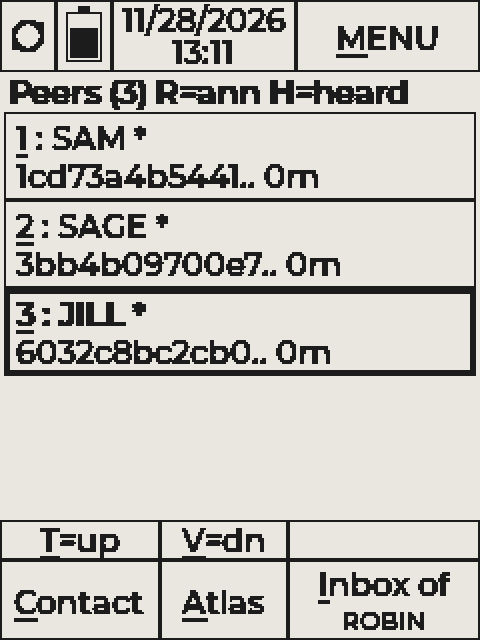 11/28/2026
13:11
MENU
Peers (3) R=ann H=heard
1 : SAM *
1cd73a4b5441.. 0m
2 : SAGE *
3bb4b09700e7.. 0m
3 : JILL *
6032c8bc2cb0.. 0m
T=up
V=dn
Contact
Atlas
Inbox of
ROBIN